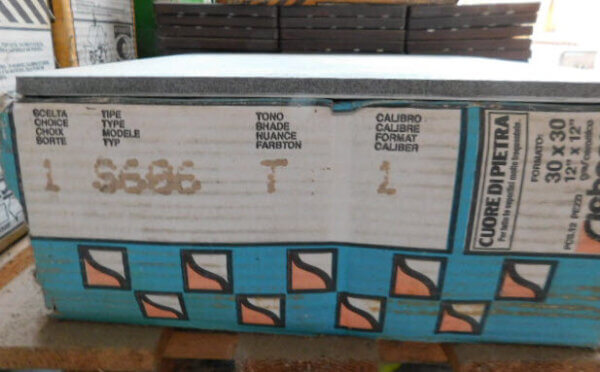 SCELTA
CHOICE
CHOIX
SORTE
TIPE
TYPE
MODELE
TYP
TONO
SHADE
NUANCE
FARBTON
CALIBRO
CALIBRE
FORMAT
CALIBER
1 S606 T 1
CUORE DI PIETRA
FORMATO:
30 X 30
12" X 12"